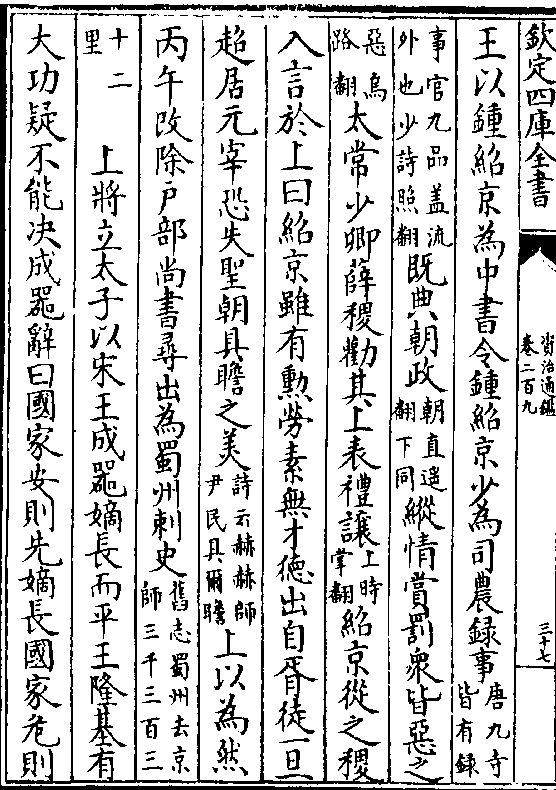 欽定四庫全書
資治通鑑
卷二百九
三十七
王以鍾紹京為中書令鍾紹京少為司農録事唐九寺皆有録
事官九品盖流外也少詩照翻既典朝政朝直遥翻下同縱情賞罰衆皆惡之
惡烏路翻太常少卿薛稷勸其上表禮讓上時掌翻紹京從之稷
入言於上曰紹京雖有勲勞素無才徳出自胥徒一旦
超居元宰恐失聖朝具瞻之美詩云赫赫師尹民具爾瞻上以為然
丙午改除户部尚書尋出為蜀州刺史舊志蜀州去京師三千三百三
十二里 上將立太子以宋王成器嫡長而平王隆基有
大功疑不能决成器辭曰國家安則先嫡長國家危則